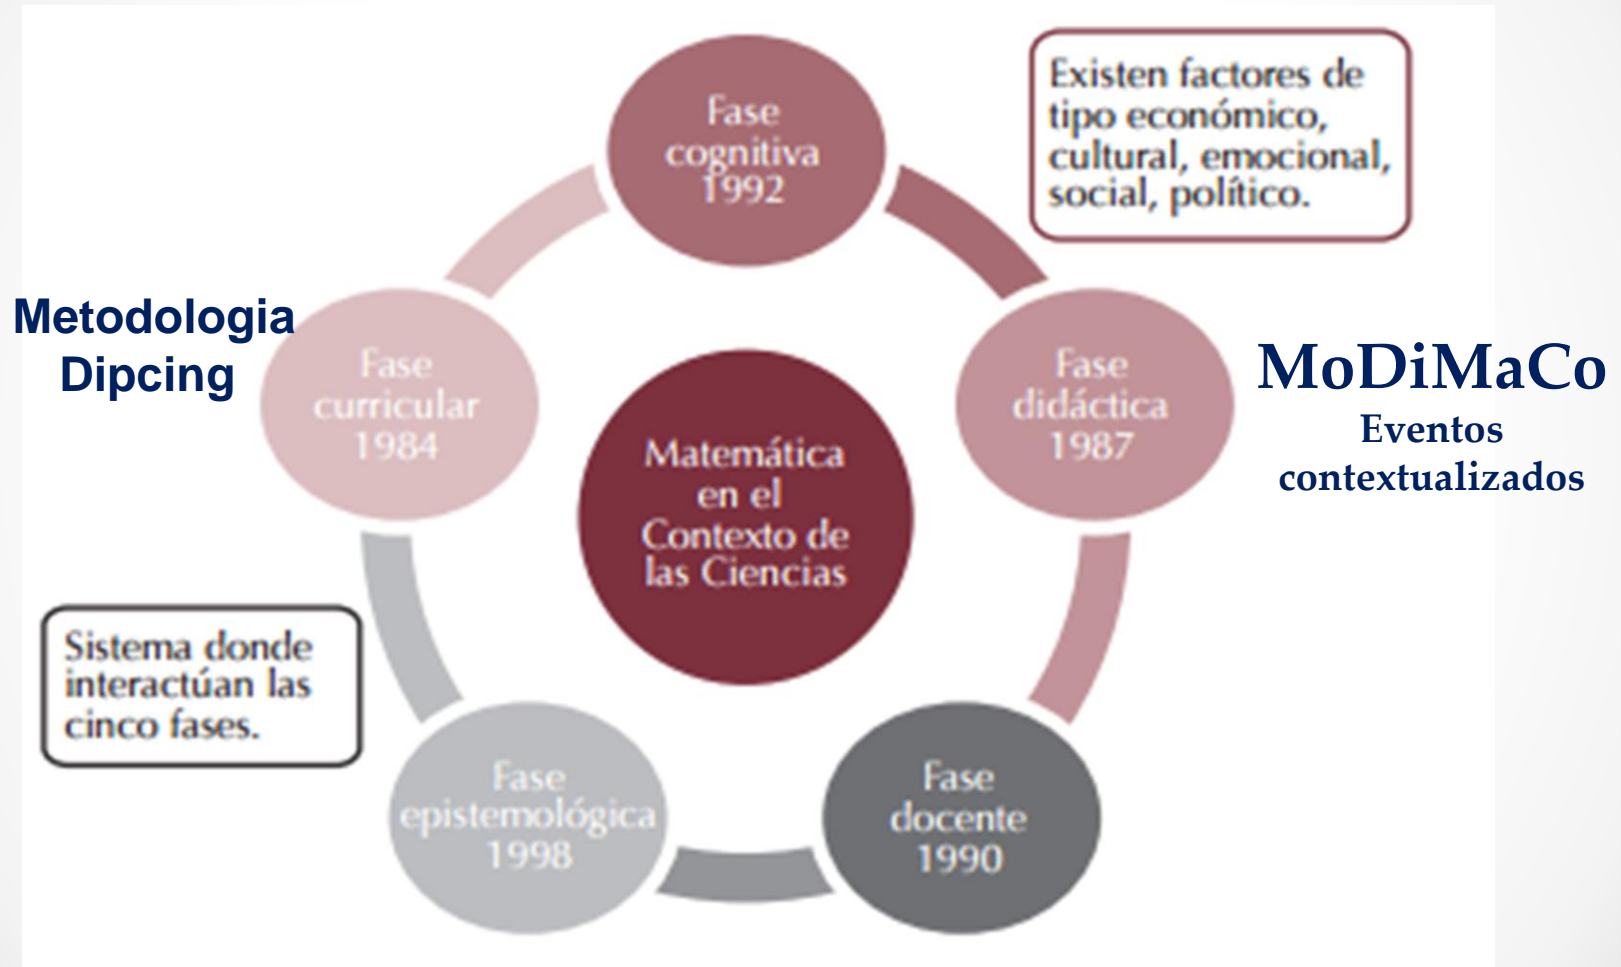 Fase
cognitiva
1992
Existen factores de
tipo económico,
cultural, emocional,
social, político.
Metodologia
Dipcing
Fase
curricular
1984
Fase
didáctica
1987
MoDiMaCo
Eventos
contextualizados
Matemática
en el
Contexto de
las Ciencias
Sistema donde
interactúan las
cinco fases.
Fase
epistemológica
1998
Fase
docente
1990